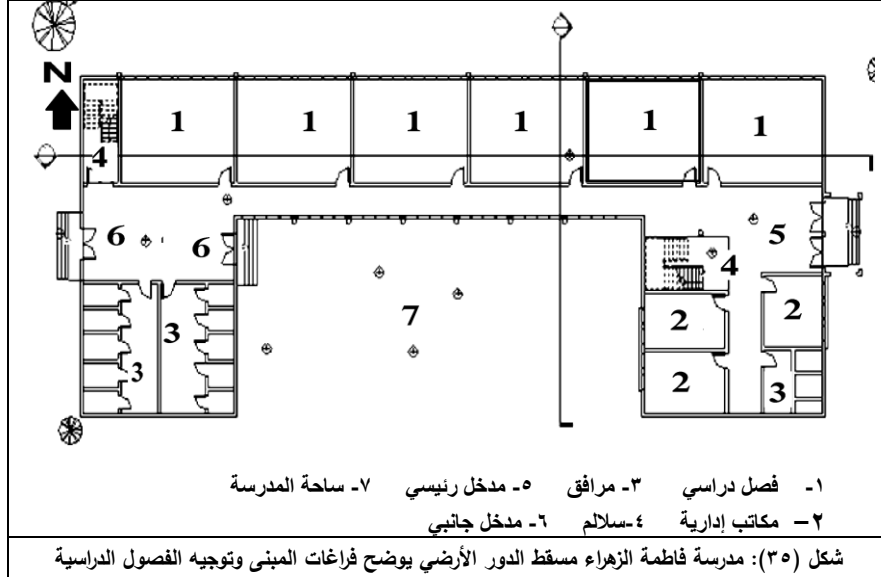 N
1 1 1 1 1 1
4
6 6 5
4
7 2 2
3 3 2 3
١- فصل دراسي ٣- مرافق ٥- مدخل رئيسي ٧- ساحة المدرسة
٢- مكاتب إدارية ٤-سلالم ٦- مدخل جانبي
شكل (٣٥): مدرسة فاطمة الزهراء مسقط الدور الأرضي يوضح فراغات المبنى وتوجيه الفصول الدراسية